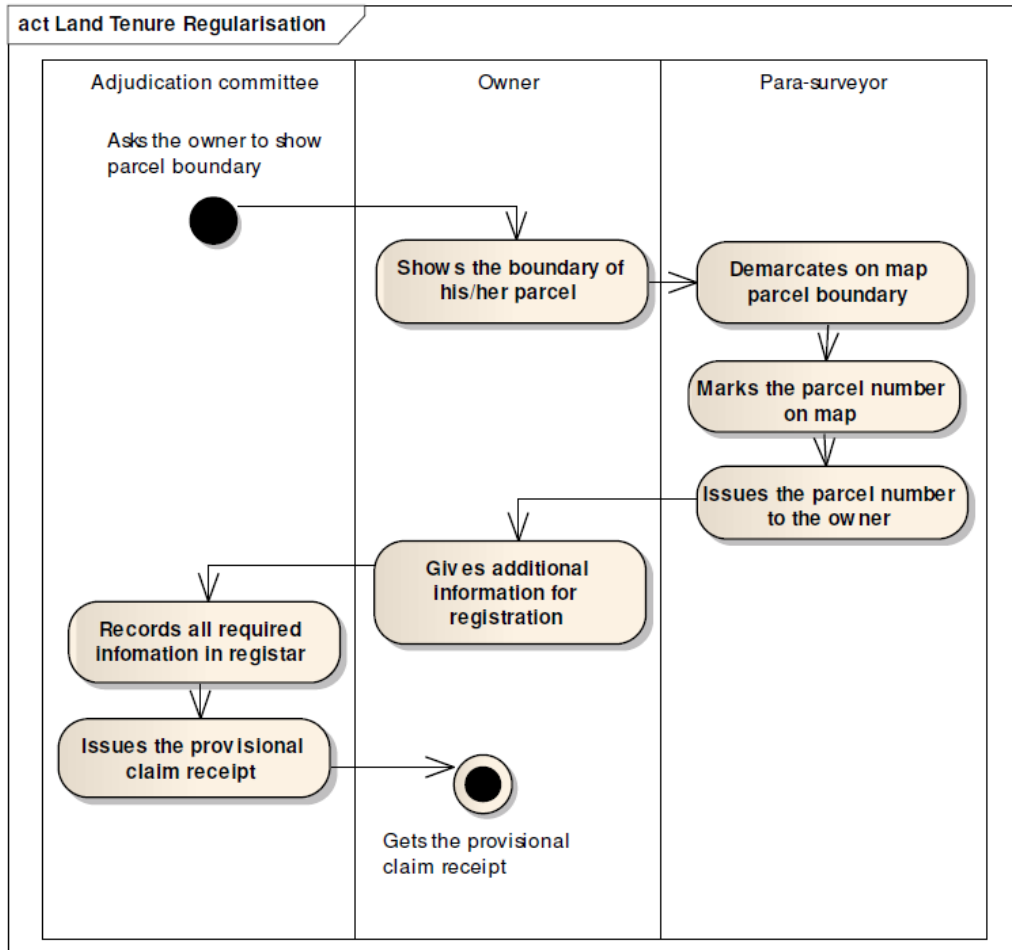 act Land Tenure Regularisation
Adjudication committee
Owner
Para-surveyor
Asks the owner to show
parcel boundary
Shows the boundary of
his/her parcel
Demarcates on map
parcel boundary
Marks the parcel number
on map
Issues the parcel number
to the owner
Gives additional
information for
registration
Records all required
infomation in registar
Issues the provisional
claim receipt
Gets the provisional
claim receipt